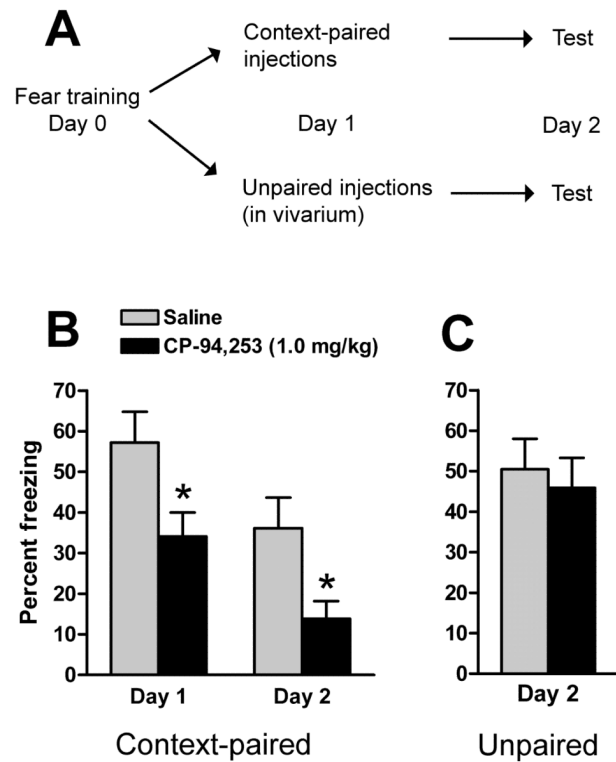 A
Fear training
Day 0
Context-paired
injections
Test
Day 1
Day 2
Unpaired injections
(in vivarium)
Test
B
Saline
CP-94,253 (1.0 mg/kg)
C
Percent freezing
70
60
50
40
30
20
10
0
*
*
Day 1
Day 2
Context-paired
70
60
50
40
30
20
10
0
Day 2
Unpaired